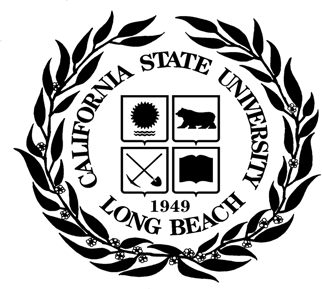 CALIFORNIA STATE UNIVERSITY
1949
LONG BEACH